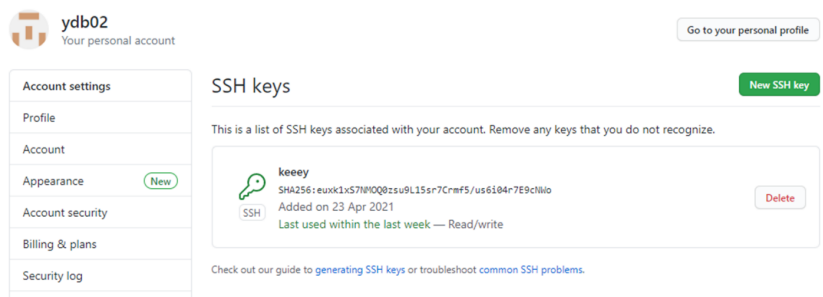 ydb02
Your personal account
Go to your personal profile
Account settings
Profile
Account
Appearance
New
Account security
Billing & plans
Security log
SSH keys
New SSH key
This is a list of SSH keys associated with your account. Remove any keys that you do not recognize.
keeey
SHA256:euxk1xS7NMOQ0zsu9L15sr7Crmf5/us6i04r7E9cNWo
Added on 23 Apr 2021
Last used within the last week — Read/write
SSH
Delete
Check out our guide to generating SSH keys or troubleshoot common SSH problems.